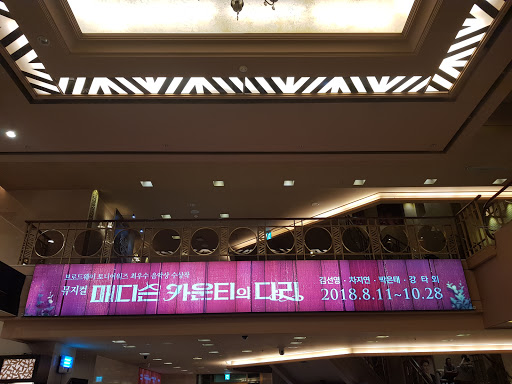 브로드웨이 토니어워즈 최우수 음악상 수상작
뮤지컬 매디슨 카운티의 다리
김선영 · 차지연 · 박은태 · 강 타 외
2018.8.11~10.28